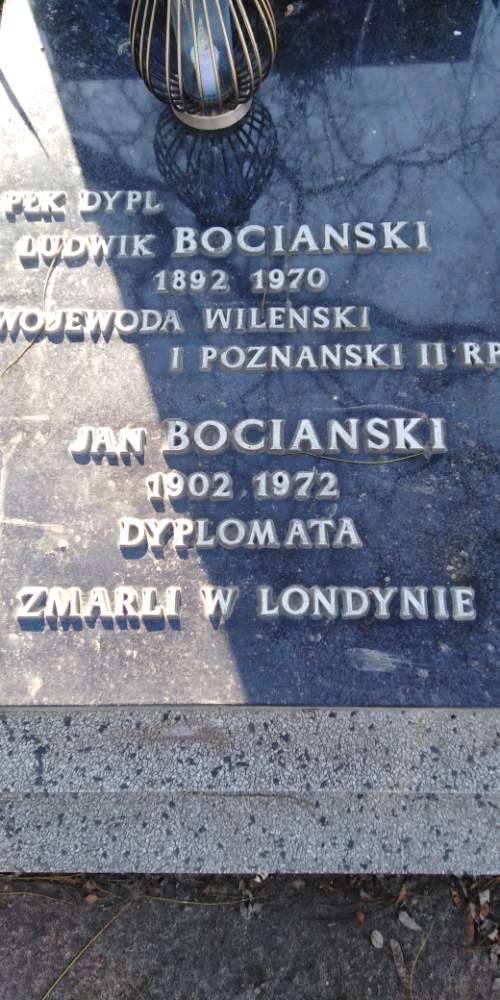 PŁK DYPL
LUDWIK BOCIANSKI
1892 1970
WOJEWODA WILENSKI
I POZNANSKI II RP
JAN BOCIANSKI
1902 1972
DYPLOMATA
ZMARLI W LONDYNIE